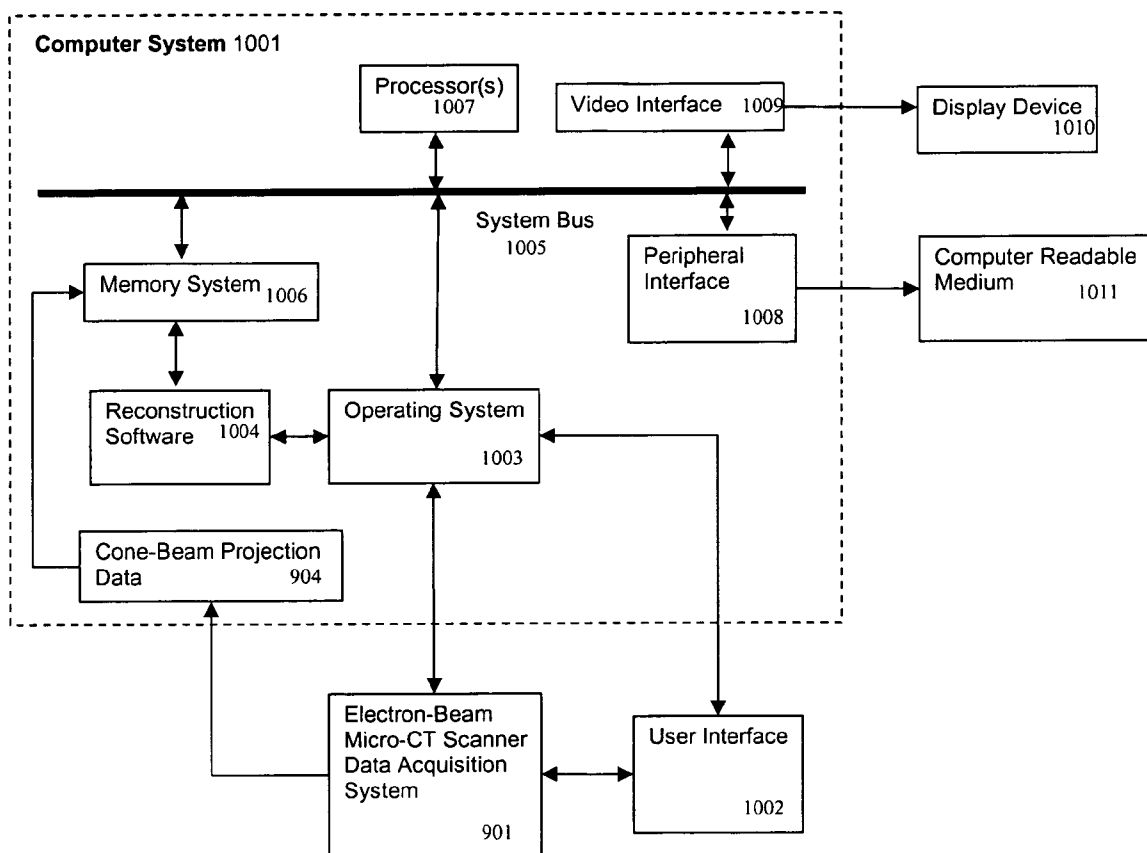 Computer System 1001
Processor(s)
1007
Video Interface 1009
Display Device
1010
System Bus
1005
Memory System
1006
Peripheral
Interface
1008
Computer Readable
Medium
1011
Reconstruction
Software 1004
Operating System
1003
Cone-Beam Projection
Data
904
Electron-Beam
Micro-CT Scanner
Data Acquisition
System
901
User Interface
1002